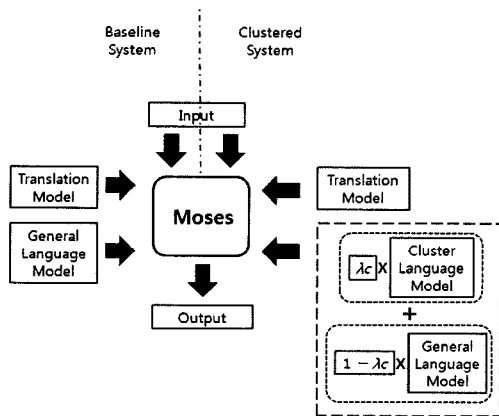 Baseline
System
Clustered
System
Input
Translation
Model
General
Language
Model
Moses
Translation
Model
Output
λc X Cluster
Language
Model
+
1 − λc X General
Language
Model